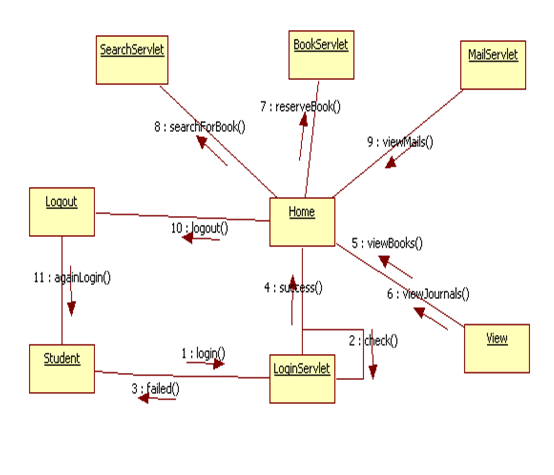 BookServlet
SearchServlet
MailServlet
7 : reserveBook()
8 : searchForBook()
9 : viewMails()
Logout
Home
10 : logout()
5 : viewBooks()
11 : againLogin()
4 : success()
6 : viewJournals()
View
2 : check()
1 : login()
Student
LoginServlet
3 : failed()